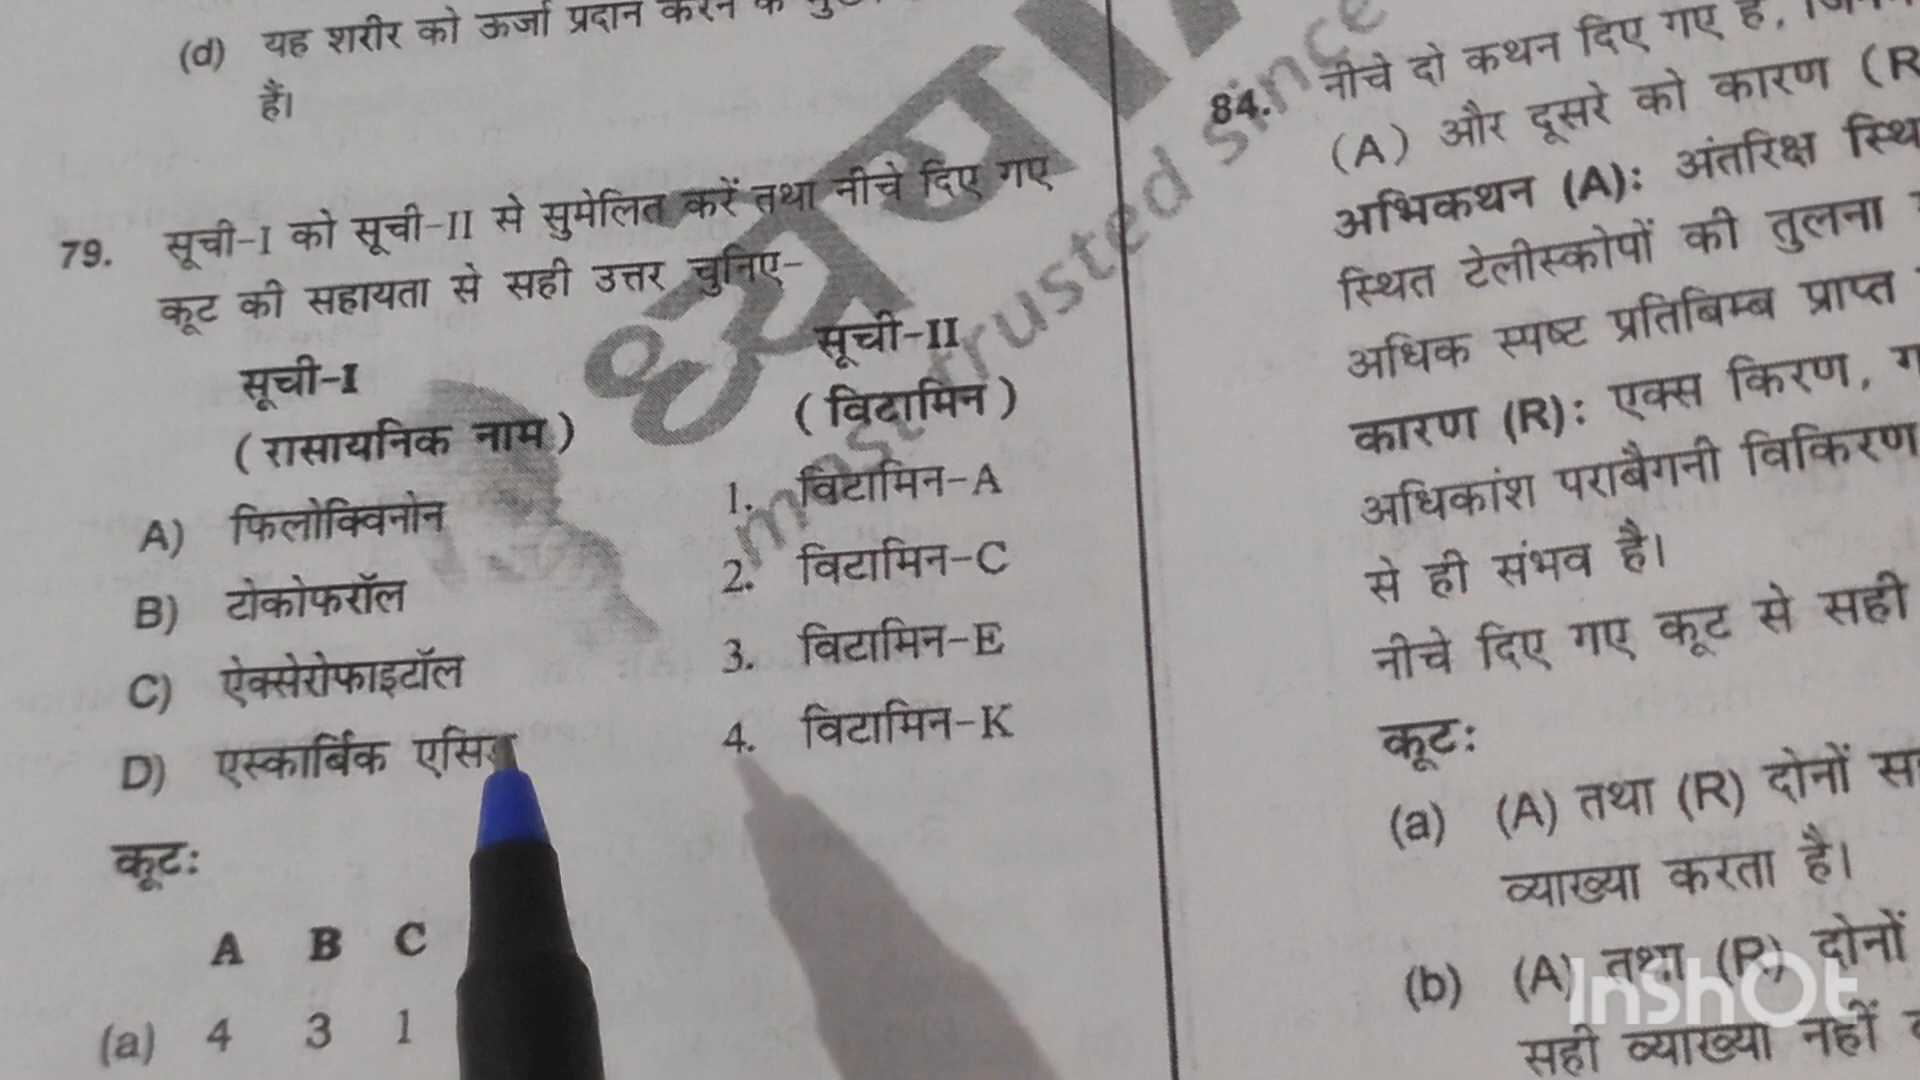 (d) यह शरीर को ऊर्जा प्रदान करने के
हैं।
79. सूची-I को सूची-II से सुमेलित करें तथा नीचे दिए गए
कूट की सहायता से सही उत्तर चुनिए-
सूची-I सूची-II
(रासायनिक नाम) (विटामिन)
A) फिलोक्विनोन 1. विटामिन-A
B) टोकोफरॉल 2. विटामिन-C
C) ऐक्सेरोफाइटॉल 3. विटामिन-E
D) एस्कार्बिक 4. विटामिन-K
कूटः
A B C
(a) 4 3 1
84. नीचे दो कथन दिए गए हैं,
(A) और दूसरे को कारण (R
अभिकथन (A): अंतरिक्ष
स्थित टेलीस्कोपों की तुलना
अधिक स्पष्ट प्रतिबिम्ब प्राप्त
कारण (R): एक्स किरण,
अधिकांश पराबैगनी विकिरण
से ही संभव है।
नीचे दिए गए कूट से सही
कूटः
(a) (A) तथा (R) दोनों
व्याख्या करता है।
(b) (A) तथा (R) दोनों
सही व्याख्या नहीं
most trusted since
InShOt